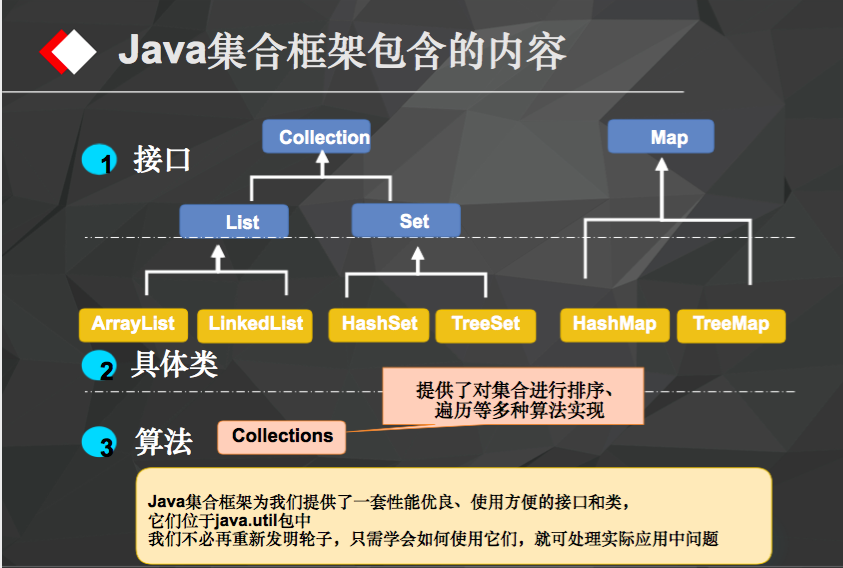 Java集合框架包含的内容
1 接口
Collection
Map
List
Set
ArrayList
LinkedList
HashSet
TreeSet
HashMap
TreeMap
2 具体类
提供了对集合进行排序、
遍历等多种算法实现
3 算法
Collections
Java集合框架为我们提供了一套性能优良、使用方便的接口和类，
它们位于java.util包中
我们不必再重新发明轮子，只需学会如何使用它们，就可处理实际应用中问题